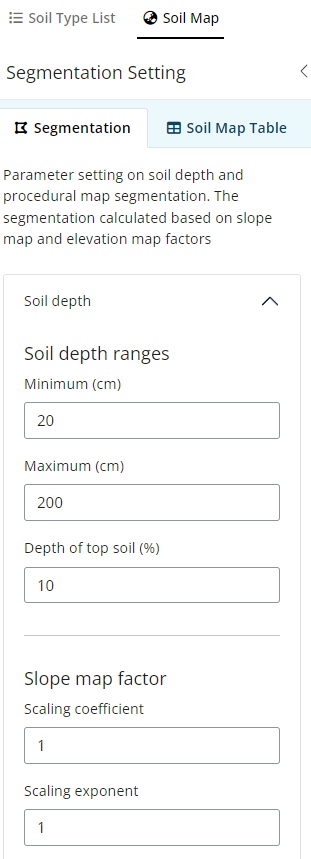 Soil Type List
Soil Map
Segmentation Setting
Segmentation
Soil Map Table
Parameter setting on soil depth and
procedural map segmentation. The
segmentation calculated based on slope
map and elevation map factors
Soil depth
Soil depth ranges
Minimum (cm)
20
Maximum (cm)
200
Depth of top soil (%)
10
Slope map factor
Scaling coefficient
1
Scaling exponent
1